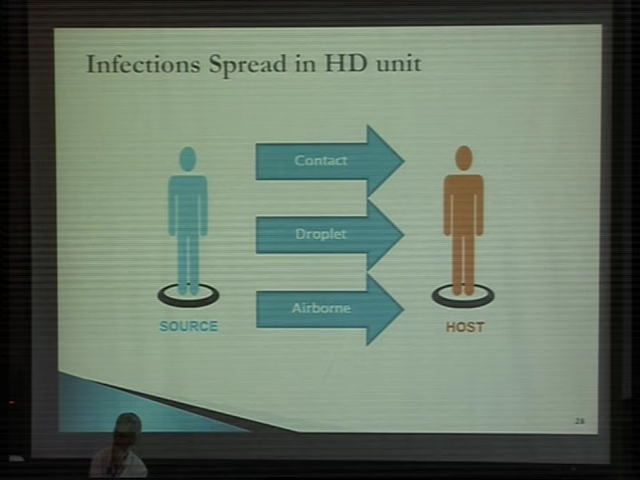 Infections Spread in HD unit
Contact
Droplet
Airborne
SOURCE
HOST
28